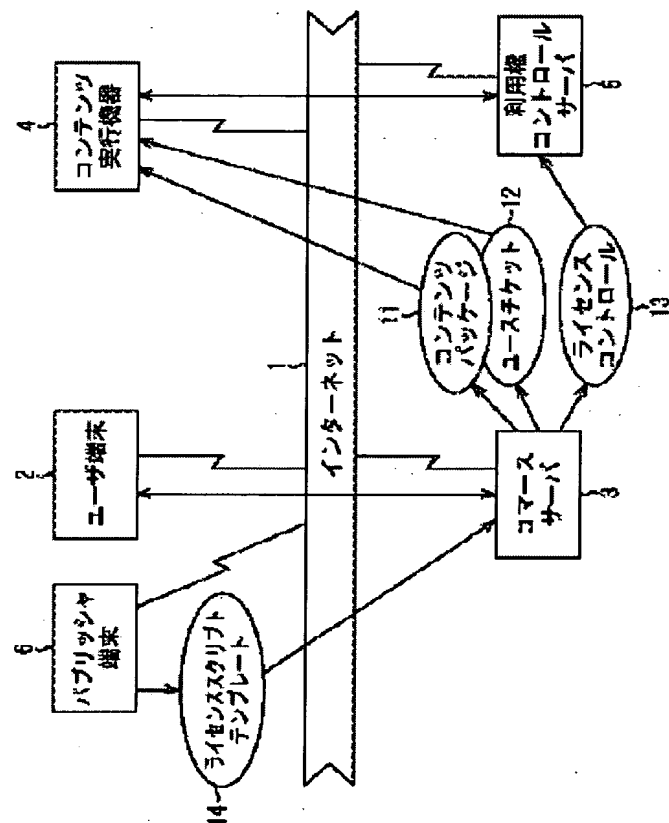 6
パブリッシャ
端末
2
ユーザ端末
4
コンテンツ
実行機器
ライセンススクリプト
テンプレート
14
1
インターネット
コマース
サーバ
3
11
コンテンツ
パッケージ
ユースチケット
12
ライセンス
コントロール
13
利用権
コントロール
サーバ